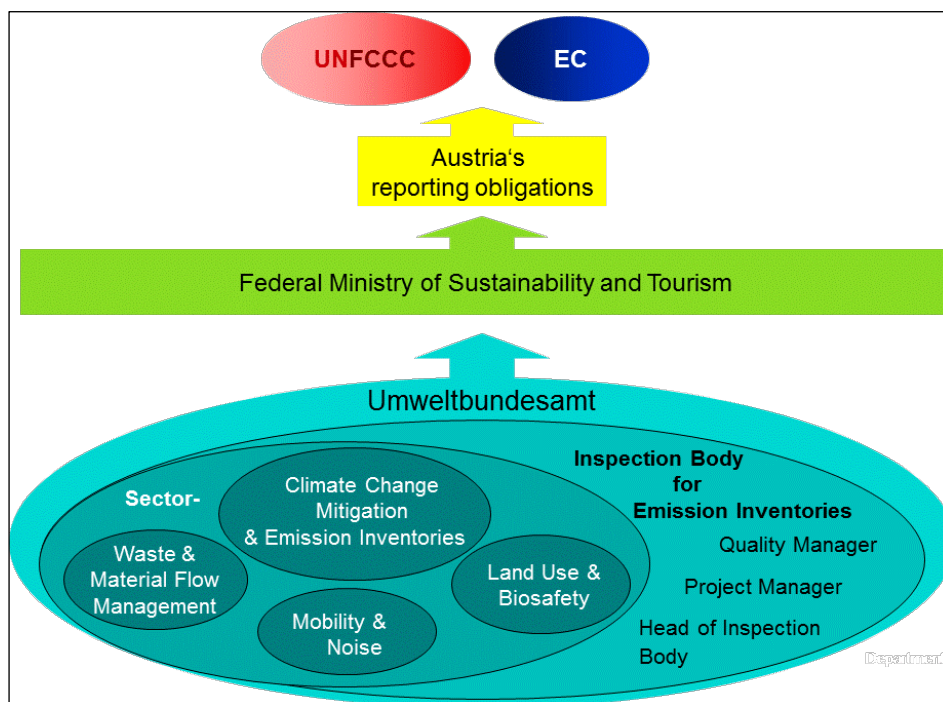 UNFCCC
EC
Austria‘s
reporting obligations
Federal Ministry of Sustainability and Tourism
Umweltbundesamt
Inspection Body
for
Emission Inventories
Quality Manager
Project Manager
Head of Inspection
Body
Sector-
Climate Change
Mitigation
& Emission Inventories
Waste &
Material Flow
Management
Land Use &
Biosafety
Mobility &
Noise
Department